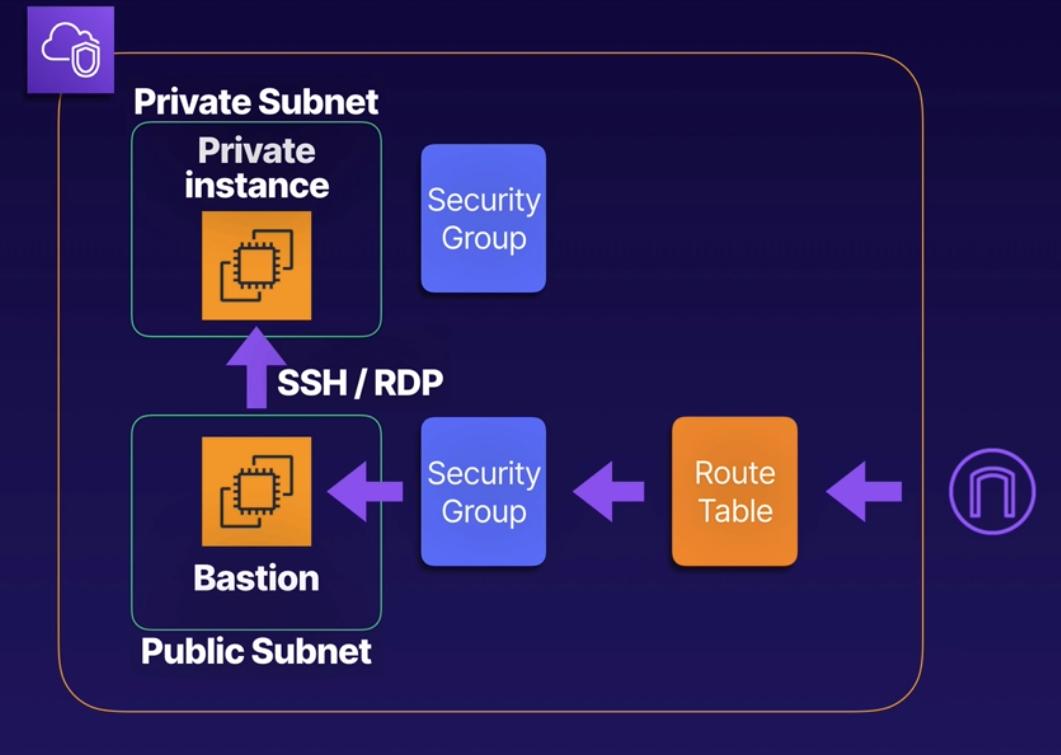 Private Subnet
Private
instance
Security
Group
SSH / RDP
Security
Group
Route
Table
Bastion
Public Subnet